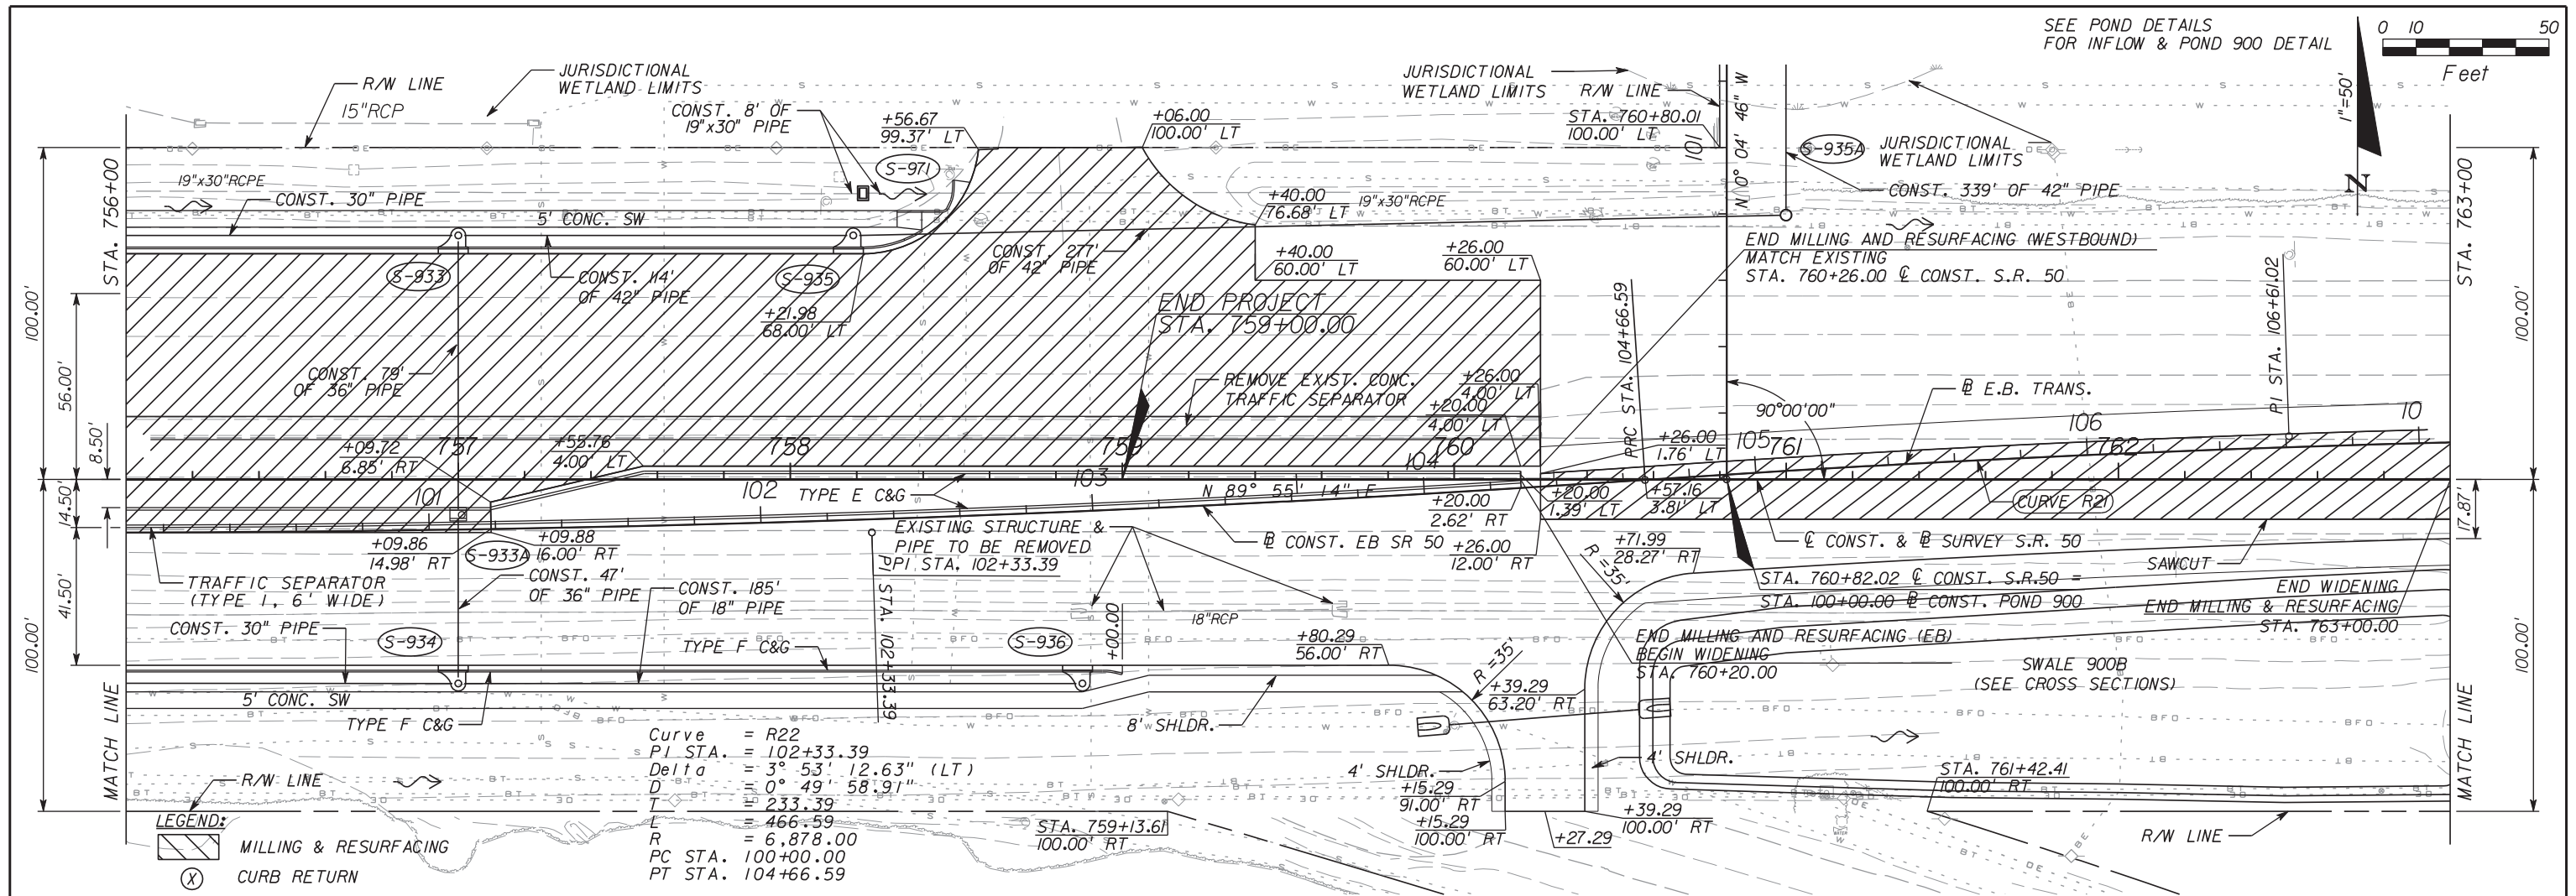 SEE POND DETAILS
FOR INFLOW & POND 900 DETAIL
0 10 50
Feet
1"=50'
N
R/W LINE
15"RCP
JURISDICTIONAL
WETLAND LIMITS
CONST. 8' OF
19"x30" PIPE
+56.67
99.37' LT
S-971
+06.00
100.00' LT
JURISDICTIONAL
WETLAND LIMITS
R/W LINE
STA. 760+80.01
100.00' LT
101
N 0° 04' 46" W
S-935A
JURISDICTIONAL
WETLAND LIMITS
CONST. 339' OF 42" PIPE
STA. 756+00
STA. 763+00
100.00'
100.00'
19"x30"RCPE
CONST. 30" PIPE
5' CONC. SW
+40.00
76.68' LT
19"x30"RCPE
CONST. 277'
OF 42" PIPE
+40.00
60.00' LT
+26.00
60.00' LT
END MILLING AND RESURFACING (WESTBOUND)
MATCH EXISTING
STA. 760+26.00 ℄ CONST. S.R. 50
S-933
CONST. 114'
OF 42" PIPE
S-935
+21.98
68.00' LT
END PROJECT
STA. 759+00.00
PRC STA. 104+66.59
PI STA. 106+61.02
56.00'
8.50'
CONST. 79'
OF 36" PIPE
REMOVE EXIST. CONC.
TRAFFIC SEPARATOR
+26.00
4.00' LT
+20.00
4.00' LT
90°00'00"
B E.B. TRANS.
+09.72
6.85' RT
757
+55.76
4.00' LT
758
759
760
+26.00
1.76' LT
105
761
106
762
10
101
102
103
104
TYPE E C&G
N 89° 55' 14" E
14.50'
+20.00
2.62' RT
+20.00
1.39' LT
+57.16
3.81' LT
CURVE R21
17.87'
+09.86
14.98' RT
S-933A
+09.88
16.00' RT
EXISTING STRUCTURE &
PIPE TO BE REMOVED
PI STA. 102+33.39
B CONST. EB SR 50
+26.00
12.00' RT
R=35'
+71.99
28.27' RT
℄ CONST. & B SURVEY S.R. 50
SAWCUT
TRAFFIC SEPARATOR
(TYPE 1, 6' WIDE)
CONST. 47'
OF 36" PIPE
CONST. 185'
OF 18" PIPE
41.50'
STA. 760+82.02 ℄ CONST. S.R.50 =
STA. 100+00.00 B CONST. POND 900
END WIDENING
END MILLING & RESURFACING
STA. 763+00.00
CONST. 30" PIPE
S-934
TYPE F C&G
PI STA. 102+33.39
S-936
+00.00
18"RCP
+80.29
56.00' RT
R =35'
END MILLING AND RESURFACING (EB)
BEGIN WIDENING
STA. 760+20.00
SWALE 900B
(SEE CROSS SECTIONS)
100.00'
100.00'
MATCH LINE
MATCH LINE
5' CONC. SW
TYPE F C&G
8' SHLDR.
+39.29
63.20' RT
Curve = R22
PI STA. = 102+33.39
Delta = 3° 53' 12.63" (LT)
D = 0° 49' 58.91"
T = 233.39
L = 466.59
R = 6,878.00
PC STA. 100+00.00
PT STA. 104+66.59
R/W LINE
4' SHLDR.
4' SHLDR.
+15.29
91.00' RT
+15.29
100.00' RT
+39.29
100.00' RT
+27.29
STA. 759+13.61
100.00' RT
STA. 761+42.41
100.00' RT
R/W LINE
LEGEND:
MILLING & RESURFACING
X CURB RETURN